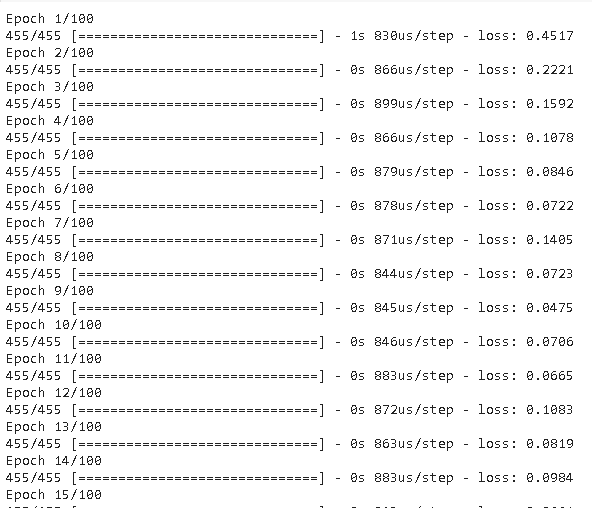 Epoch 1/100
455/455 [==============================] - 1s 830us/step - loss: 0.4517
Epoch 2/100
455/455 [==============================] - 0s 866us/step - loss: 0.2221
Epoch 3/100
455/455 [==============================] - 0s 899us/step - loss: 0.1592
Epoch 4/100
455/455 [==============================] - 0s 866us/step - loss: 0.1078
Epoch 5/100
455/455 [==============================] - 0s 879us/step - loss: 0.0846
Epoch 6/100
455/455 [==============================] - 0s 878us/step - loss: 0.0722
Epoch 7/100
455/455 [==============================] - 0s 871us/step - loss: 0.1405
Epoch 8/100
455/455 [==============================] - 0s 844us/step - loss: 0.0723
Epoch 9/100
455/455 [==============================] - 0s 845us/step - loss: 0.0475
Epoch 10/100
455/455 [==============================] - 0s 846us/step - loss: 0.0706
Epoch 11/100
455/455 [==============================] - 0s 883us/step - loss: 0.0665
Epoch 12/100
455/455 [==============================] - 0s 872us/step - loss: 0.1083
Epoch 13/100
455/455 [==============================] - 0s 863us/step - loss: 0.0819
Epoch 14/100
455/455 [==============================] - 0s 883us/step - loss: 0.0984
Epoch 15/100